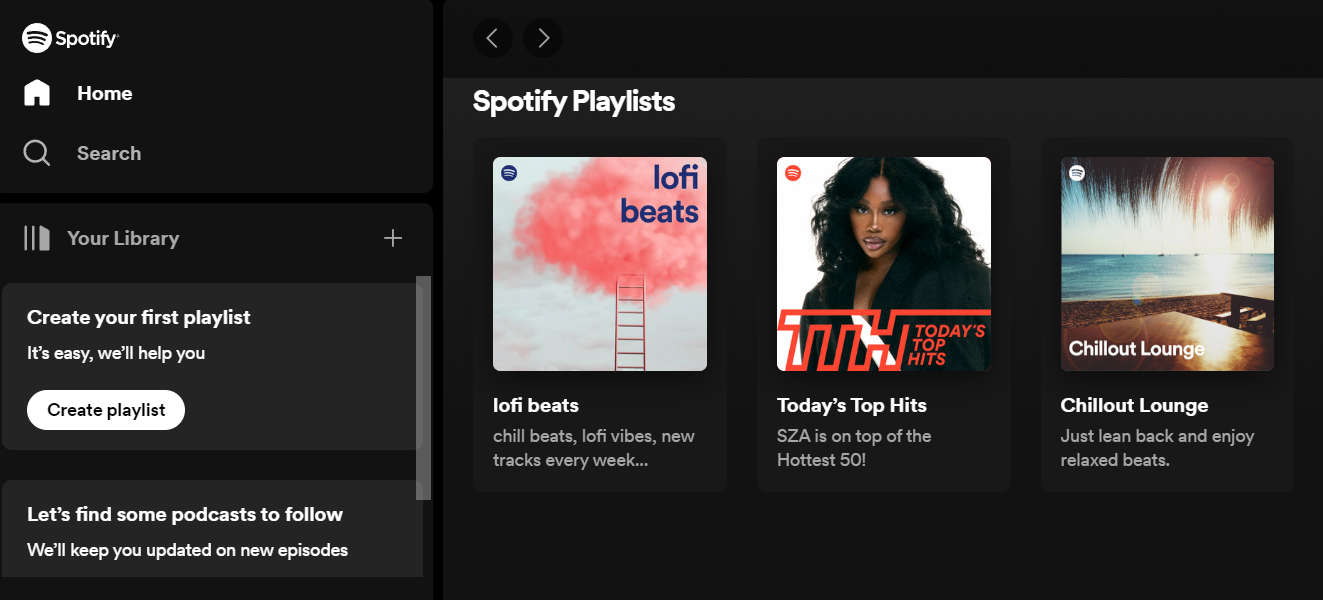 Spotify
Home
Search
Your Library
Create your first playlist
It's easy, we'll help you
Create playlist
Let's find some podcasts to follow
We'll keep you updated on new episodes
Spotify Playlists
lofi
beats
lofi beats
chill beats, lofi vibes, new
tracks every week...
TTH
TODAY'S
TOP
HITS
Today's Top Hits
SZA is on top of the
Hottest 50!
Chillout Lounge
Chillout Lounge
Just lean back and enjoy
relaxed beats.